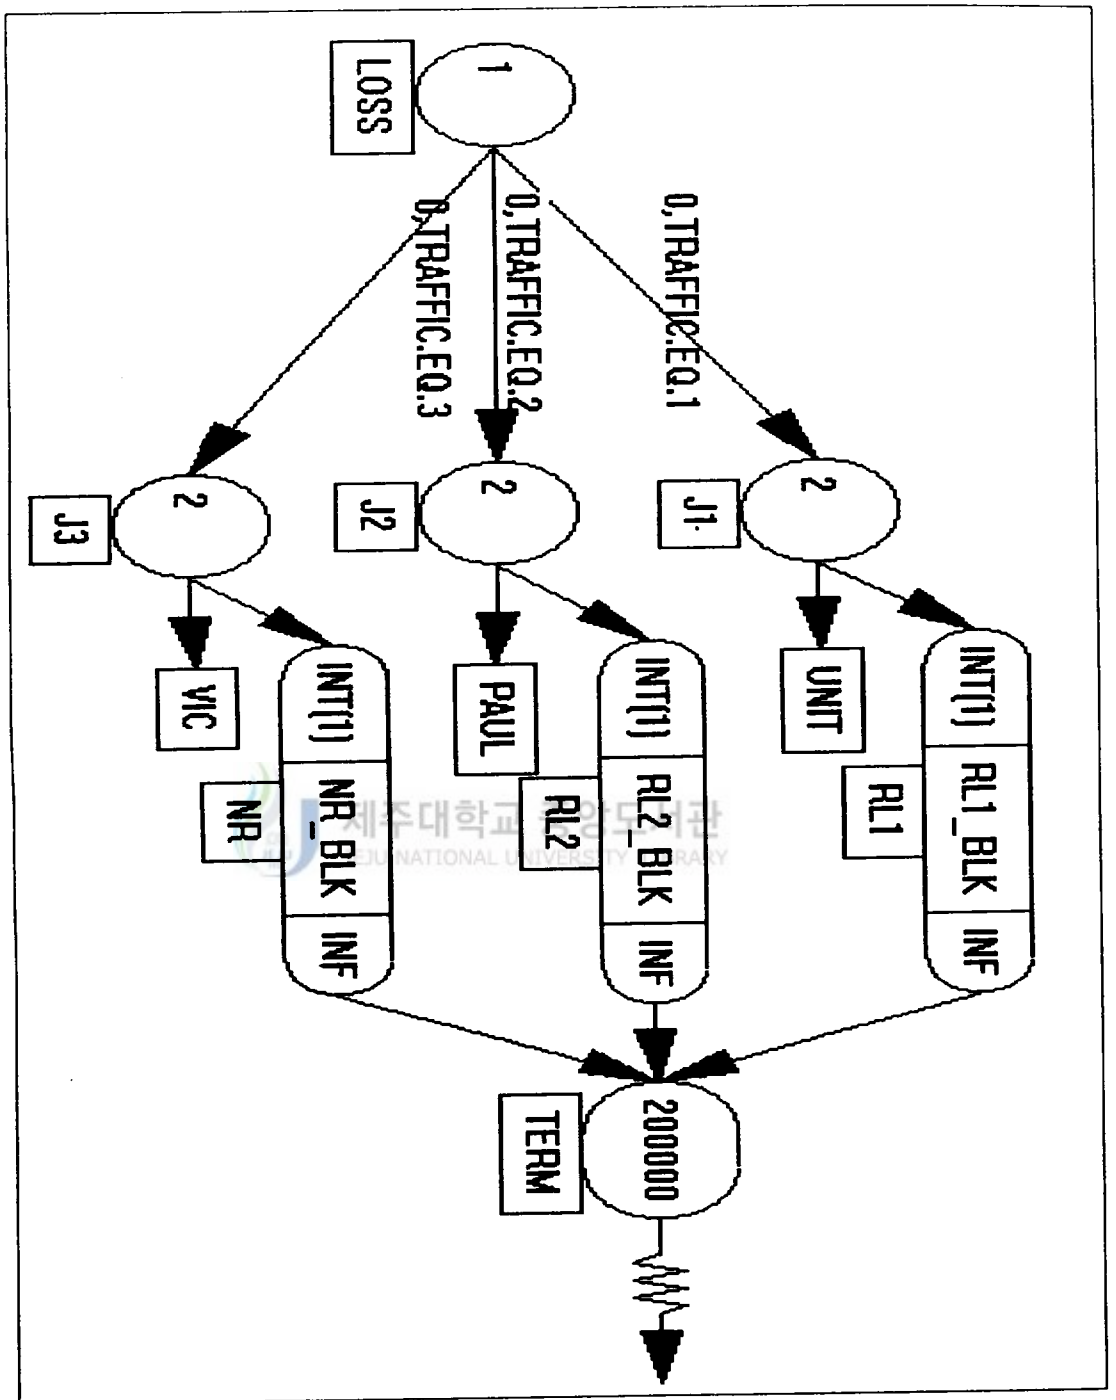 1
LOSS
0,TRAFFIC.EQ.1
0,TRAFFIC.EQ.2
0,TRAFFIC.EQ.3
2
J1
UNIT
INT(1) RL1_BLK INF
RL1
2
J2
PAUL
INT(1) RL2_BLK INF
RL2
2
J3
VIC
INT(1) NR_BLK INF
NR
200000
TERM
제주대학교 중앙도서관
JEJU NATIONAL UNIVERSITY LIBRARY